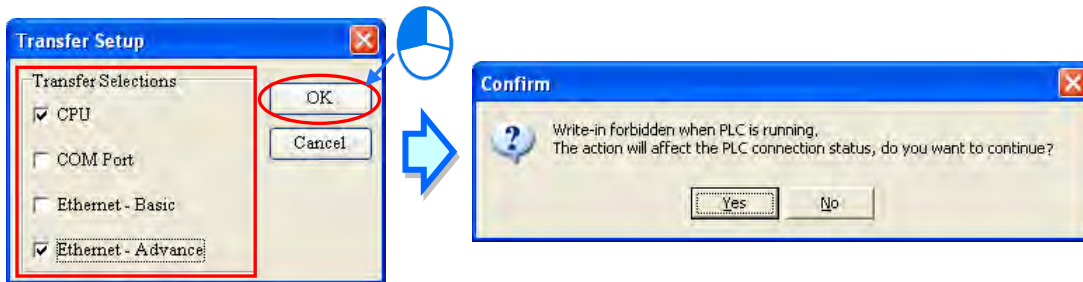 Transfer Setup
Transfer Selections
CPU
COM Port
Ethernet - Basic
Ethernet - Advance
OK
Cancel
Confirm
Write-in forbidden when PLC is running.
The action will affect the PLC connection status, do you want to continue?
Yes
No